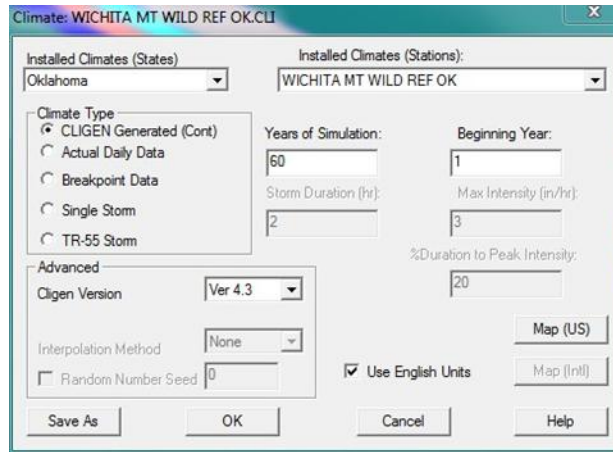 Climate: WICHITA MT WILD REF OK.CLI
X
Installed Climates (States)
Installed Climates (Stations):
Oklahoma
WICHITA MT WILD REF OK
Climate Type
CLIGEN Generated (Cont)
Actual Daily Data
Breakpoint Data
Single Storm
TR-55 Storm
Years of Simulation:
Beginning Year:
60
1
Storm Duration (hr):
Max Intensity (in/hr):
2
3
%Duration to Peak Intensity:
20
Advanced
Cligen Version
Ver 4.3
Interpolation Method
None
Random Number Seed
0
Use English Units
Map (US)
Map (Intl)
Save As
OK
Cancel
Help